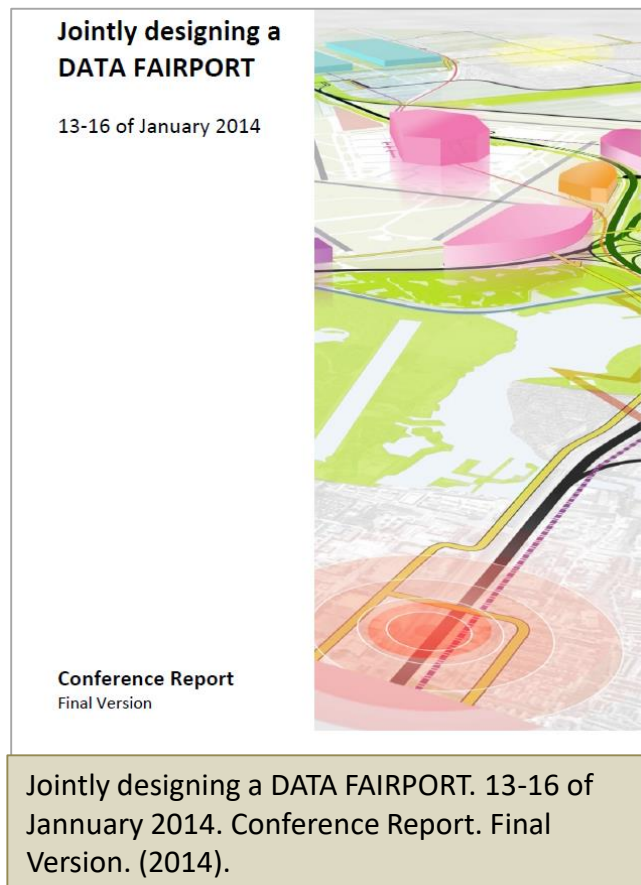 Jointly designing a
DATA FAIRPORT
13-16 of January 2014
Conference Report
Final Version
Jointly designing a DATA FAIRPORT. 13-16 of
Jannuary 2014. Conference Report. Final
Version. (2014).